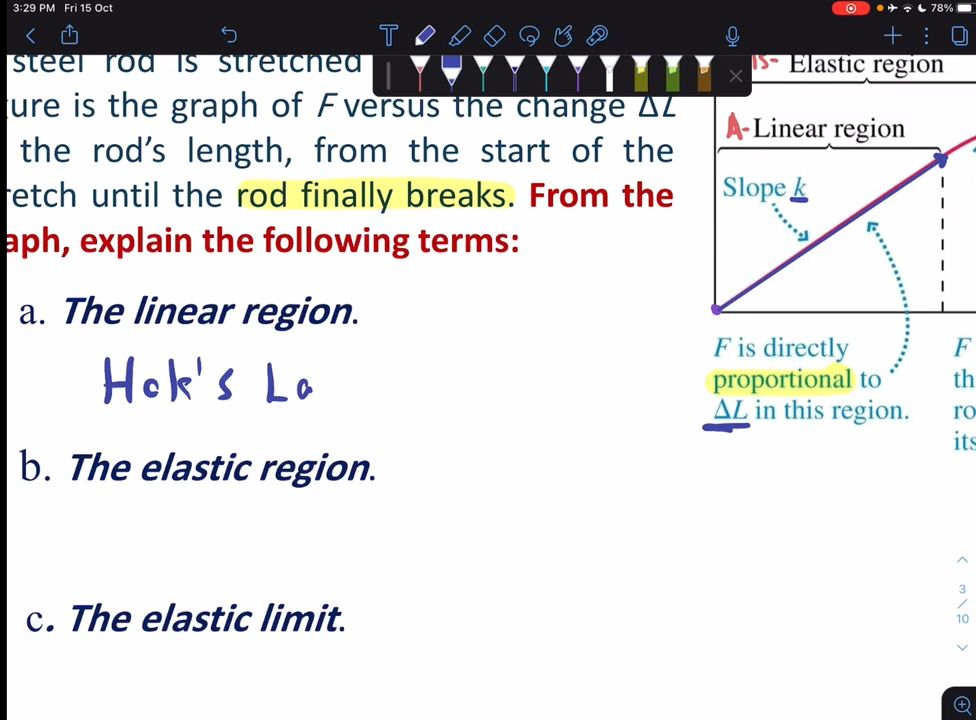 3:29 PM Fri 15 Oct
78%
steel rod is stretched
ure is the graph of F versus the change ΔL
the rod's length, from the start of the
etch until the rod finally breaks. From the
aph, explain the following terms:
a. The linear region.
Hok's La
b. The elastic region.
c. The elastic limit.
Elastic region
A- Linear region
Slope k
F is directly
proportional to
ΔL in this region.
F
th
ro
its
3
/
10